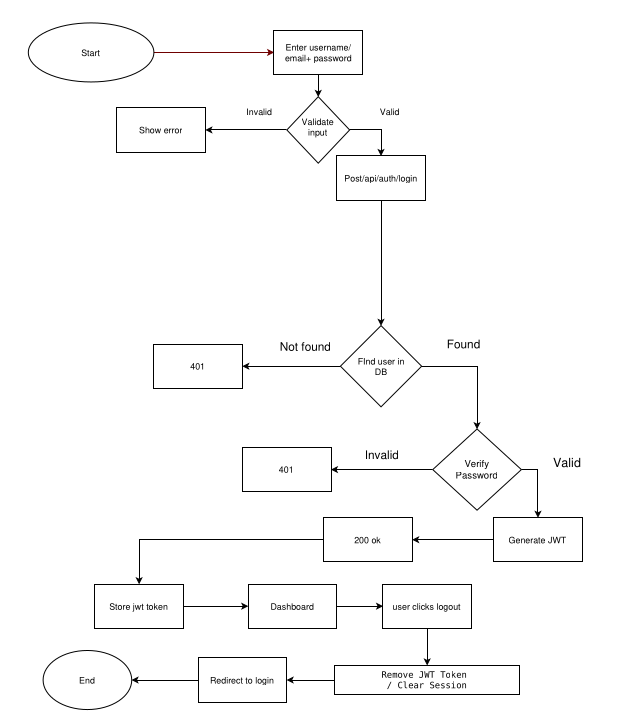 Start
Enter username/
email+ password
Invalid
Valid
Validate
input
Show error
Post/api/auth/login
Not found
Found
FInd user in
DB
401
Invalid
Valid
Verify
Password
401
200 ok
Generate JWT
Store jwt token
Dashboard
user clicks logout
End
Redirect to login
Remove JWT Token
/ Clear Session